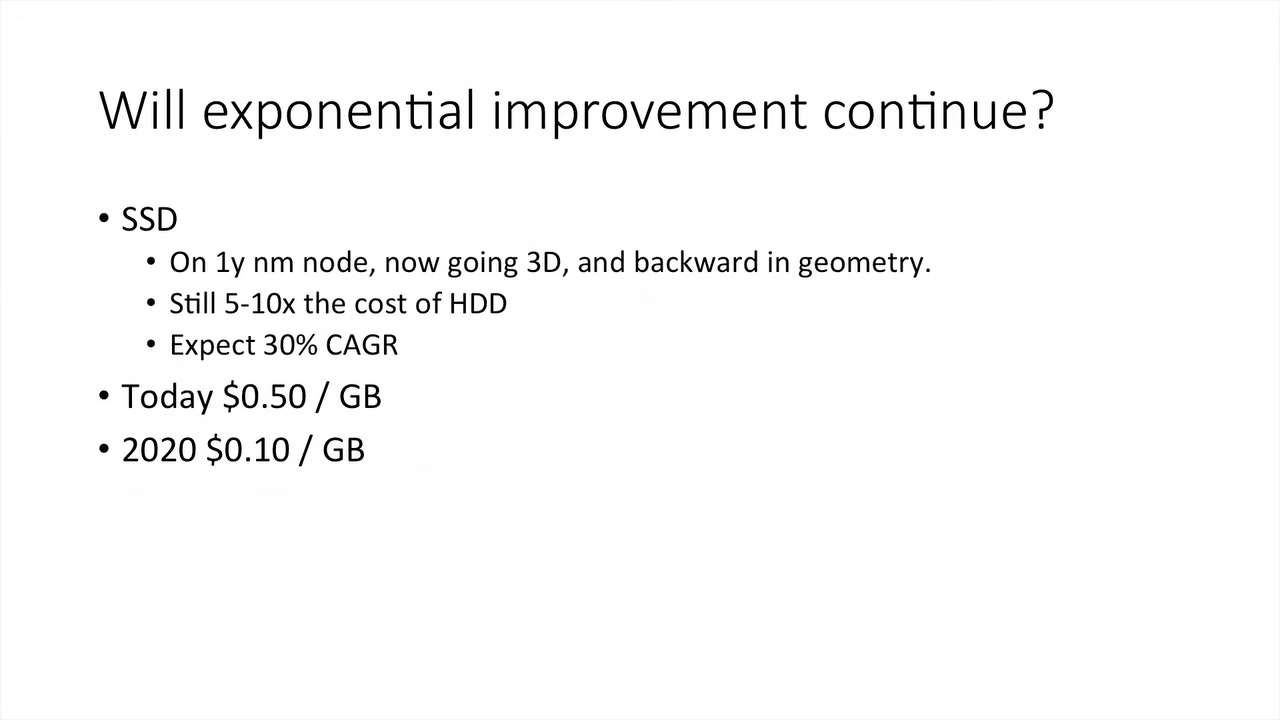 Will exponential improvement continue?
• SSD
• On 1y nm node, now going 3D, and backward in geometry.
• Still 5-10x the cost of HDD
• Expect 30% CAGR
• Today $0.50 / GB
• 2020 $0.10 / GB